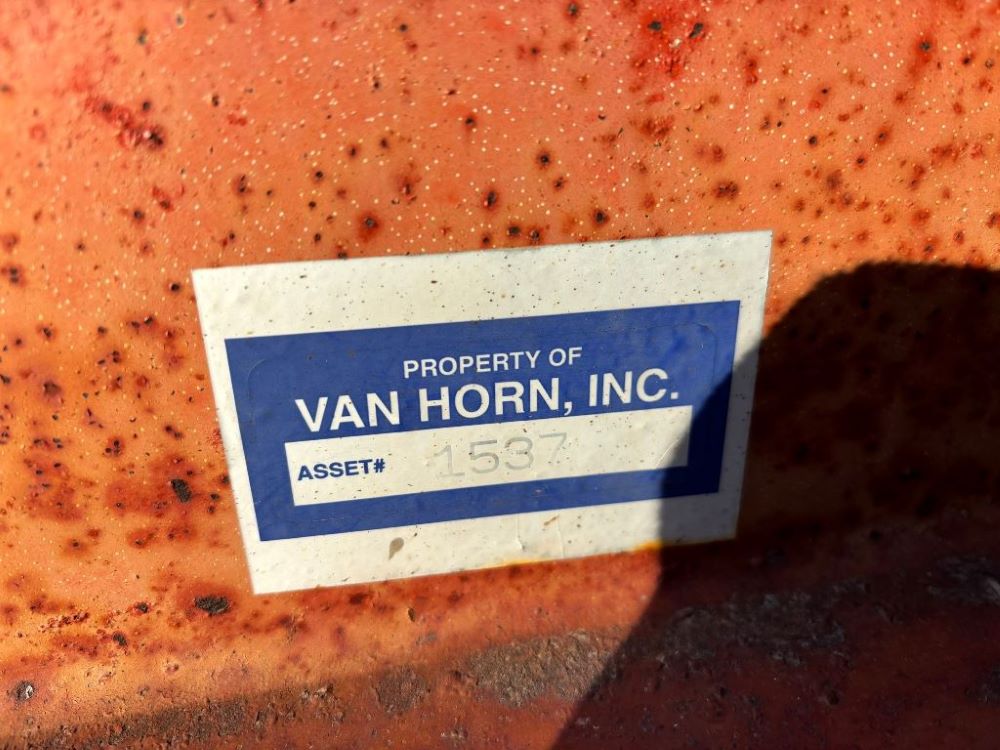 PROPERTY OF
VAN HORN, INC.
ASSET# 1537